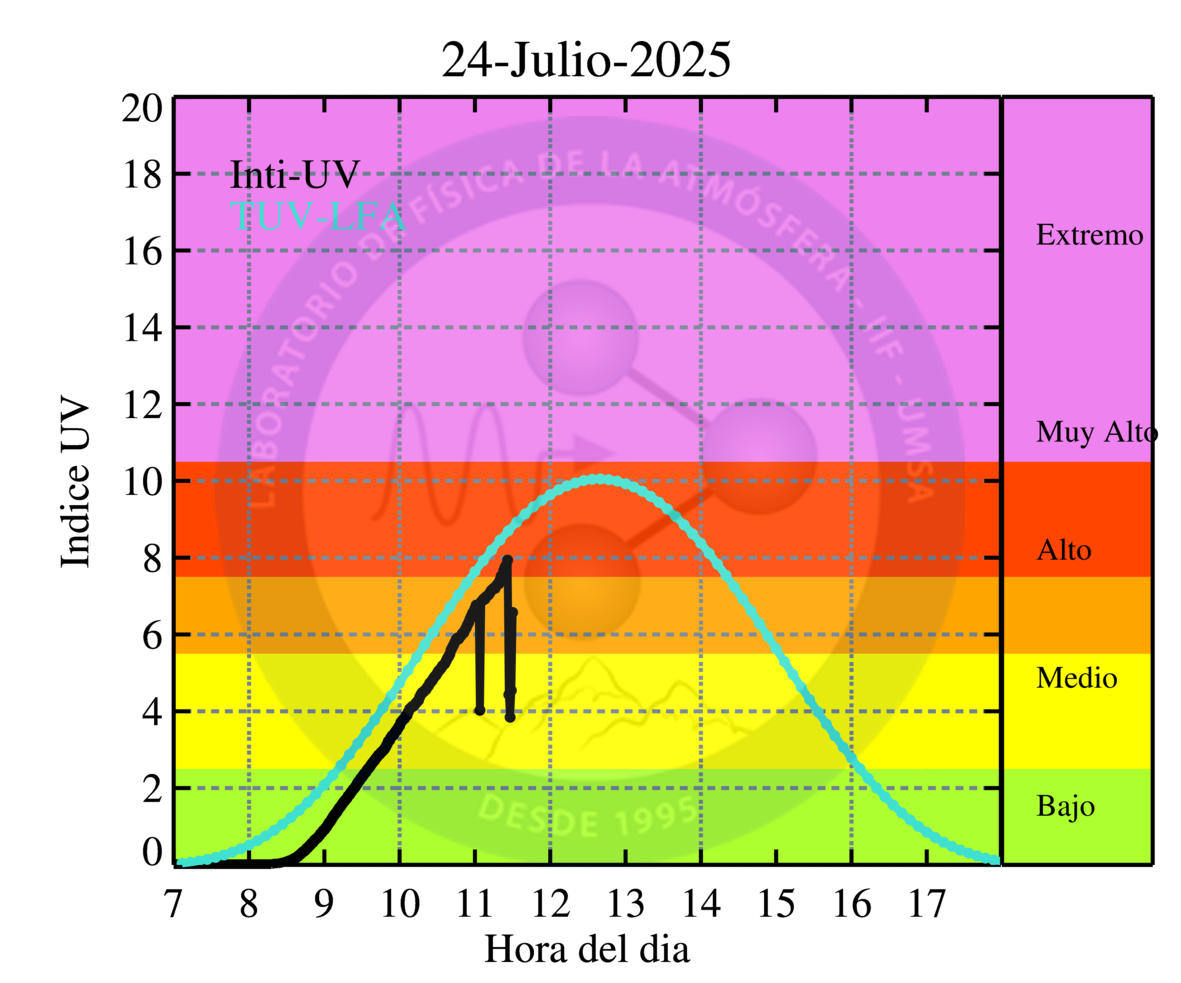 24-Julio-2025
20
18
16
14
12
10
8
6
4
2
0
Indice UV
Inti-UV
TUV-LFA
LABORATORIO DE FÍSICA DE LA ATMÓSFERA - IIF - UMSA
DESDE 1995
Extremo
Muy Alto
Alto
Medio
Bajo
7 8 9 10 11 12 13 14 15 16 17
Hora del dia